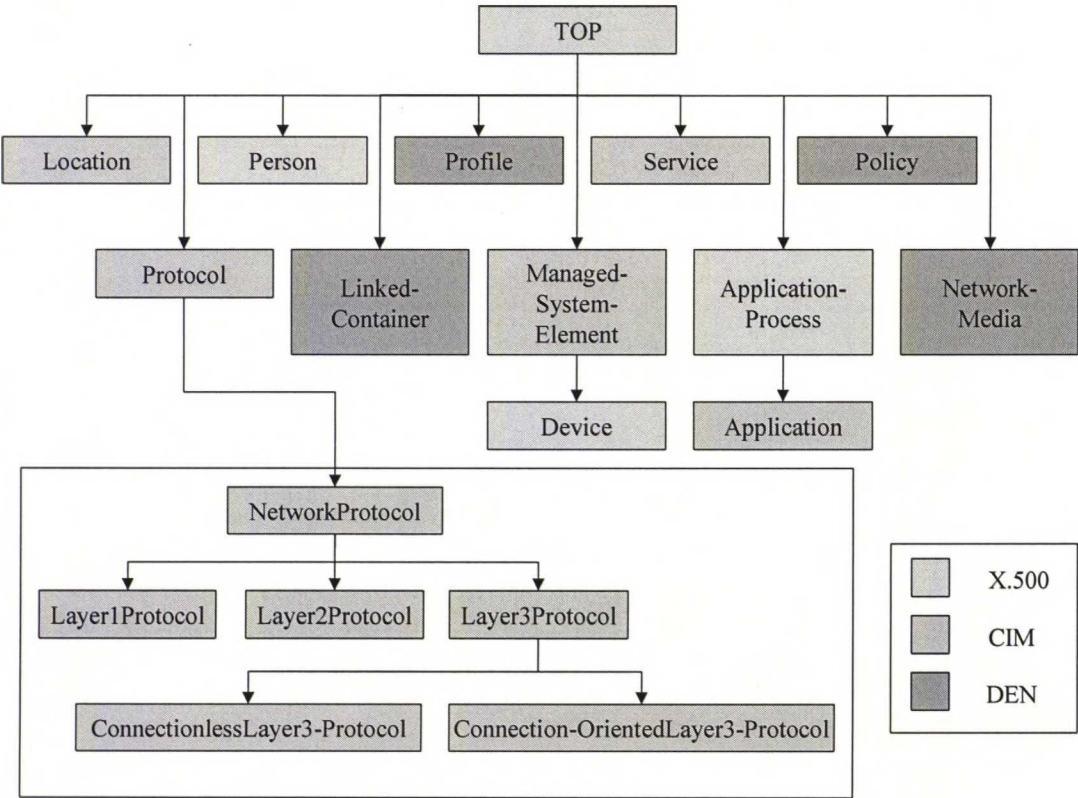 TOP
Location
Person
Profile
Service
Policy
Protocol
Linked-
Container
Managed-
System-
Element
Application-
Process
Network-
Media
Device
Application
NetworkProtocol
Layer1Protocol
Layer2Protocol
Layer3Protocol
ConnectionlessLayer3-Protocol
Connection-OrientedLayer3-Protocol
X.500
CIM
DEN